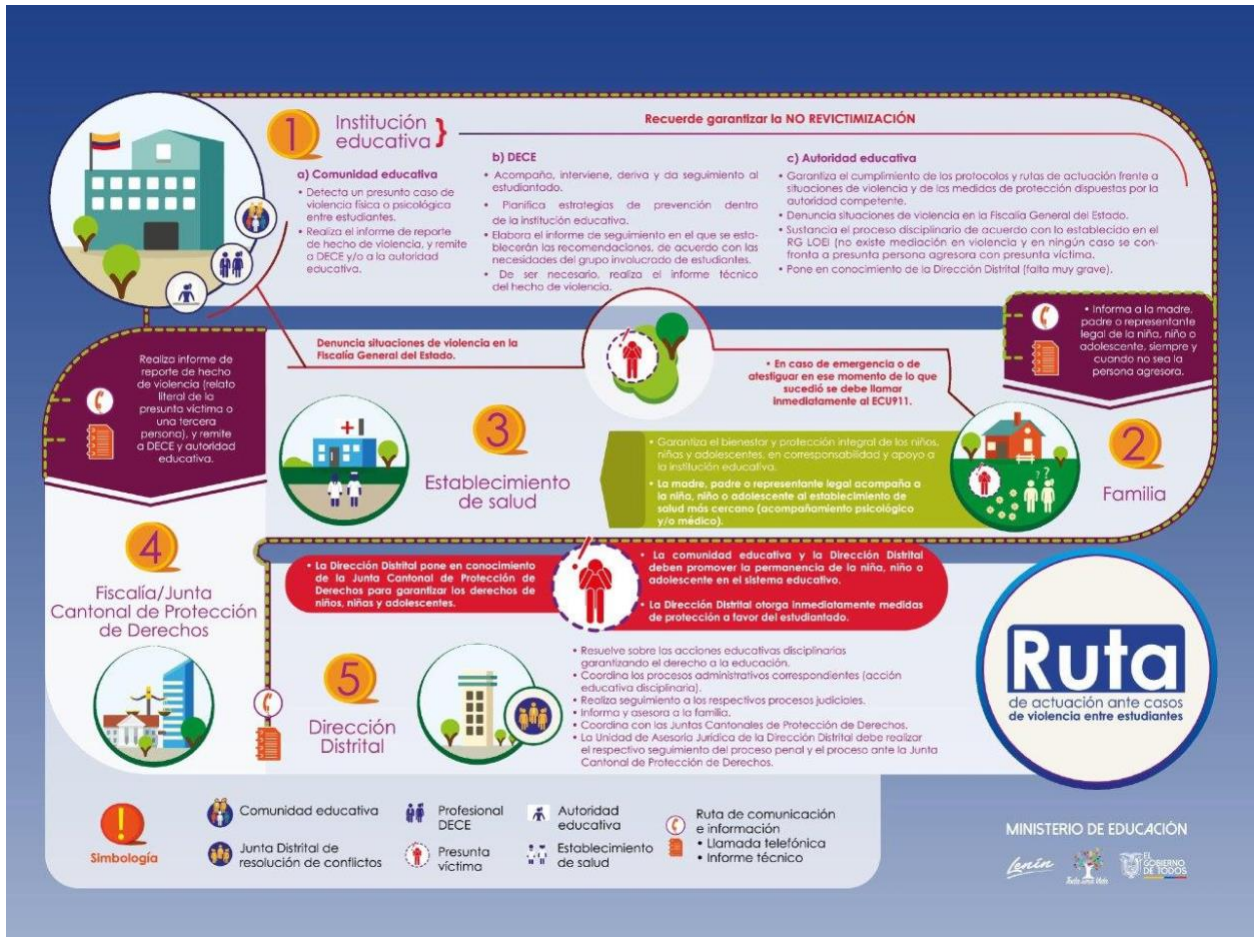 1
Institución
educativa
Recuerde garantizar la NO REVICTIMIZACIÓN
a) Comunidad educativa
• Detecta un presunto caso de
violencia física o psicológica
entre estudiantes.
• Realiza el informe de reporte
de hecho de violencia, y remite
a DECE y/o a la autoridad
educativa.
b) DECE
• Acompaña, interviene, deriva y da seguimiento al
estudiantado.
• Planifica estrategias de prevención dentro
de la institución educativa.
• Elabora el informe de seguimiento en el que se esta-
blecerán las recomendaciones, de acuerdo con las
necesidades del grupo involucrado de estudiantes.
• De ser necesario, realiza el informe técnico
del hecho de violencia.
c) Autoridad educativa
• Garantiza el cumplimiento de los protocolos y rutas de actuación frente a
situaciones de violencia y de las medidas de protección dispuestas por la
autoridad competente.
• Denuncia situaciones de violencia en la Fiscalía General del Estado.
• Sustancia el proceso disciplinario de acuerdo con lo establecido en el
RG LOEI (no existe mediación en violencia y en ningún caso se con-
fronta a presunta persona agresora con presunta víctima.
• Pone en conocimiento de la Dirección Distrital (falta muy grave).
• Informa a la madre,
padre o representante
legal de la niña, niño o
adolescente, siempre y
cuando no sea la
persona agresora.
Denuncia situaciones de violencia en la
Fiscalía General del Estado.
• En caso de emergencia o de
atestiguar en ese momento de lo que
sucedió se debe llamar
inmediatamente al ECU911.
Realiza informe de
reporte de hecho
de violencia (relato
literal de la
presunta víctima o
una tercera
persona), y remite
a DECE y autoridad
educativa.
2
Familia
• Garantiza el bienestar y protección integral de los niños,
niñas y adolescentes, en corresponsabilidad y apoyo a
la institución educativa.
• La madre, padre o representante legal acompaña a
la niña, niño o adolescente al establecimiento de
salud más cercano (acompañamiento psicológico
y/o médico).
3
Establecimiento
de salud
4
Fiscalía/Junta
Cantonal de Protección
de Derechos
• La Dirección Distrital pone en conocimiento
de la Junta Cantonal de Protección de
Derechos para garantizar los derechos de
niños, niñas y adolescentes.
• La comunidad educativa y la Dirección Distrital
deben promover la permanencia de la niña, niño o
adolescente en el sistema educativo.
• La Dirección Distrital otorga inmediatamente medidas
de protección a favor del estudiantado.
5
Dirección
Distrital
• Resuelve sobre las acciones educativas disciplinarias
garantizando el derecho a la educación.
• Coordina los procesos administrativos correspondientes (acción
educativa disciplinaria).
• Realiza seguimiento a los respectivos procesos judiciales.
• Informa y asesora a la familia.
• Coordina con las Juntas Cantonales de Protección de Derechos.
• La Unidad de Asesoría Jurídica de la Dirección Distrital debe realizar
el respectivo seguimiento del proceso penal y el proceso ante la Junta
Cantonal de Protección de Derechos.
Ruta
de actuación ante casos
de violencia entre estudiantes
Simbología
Comunidad educativa
Junta Distrital de
resolución de conflictos
Profesional
DECE
Presunta
víctima
Autoridad
educativa
Establecimiento
de salud
Ruta de comunicación
e información
• Llamada telefónica
• Informe técnico
MINISTERIO DE EDUCACIÓN
Lenín
Toda una Vida
EL
GOBIERNO
DE TODOS